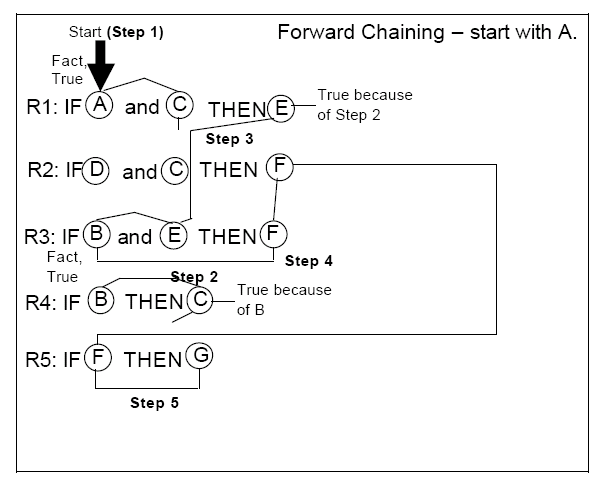 Start (Step 1)
Forward Chaining – start with A.
Fact,
True
R1: IF A and C THEN E
True because
of Step 2
Step 3
R2: IF D and C THEN F
R3: IF B and E THEN F
Step 4
Fact,
True
Step 2
R4: IF B THEN C
True because
of B
R5: IF F THEN G
Step 5